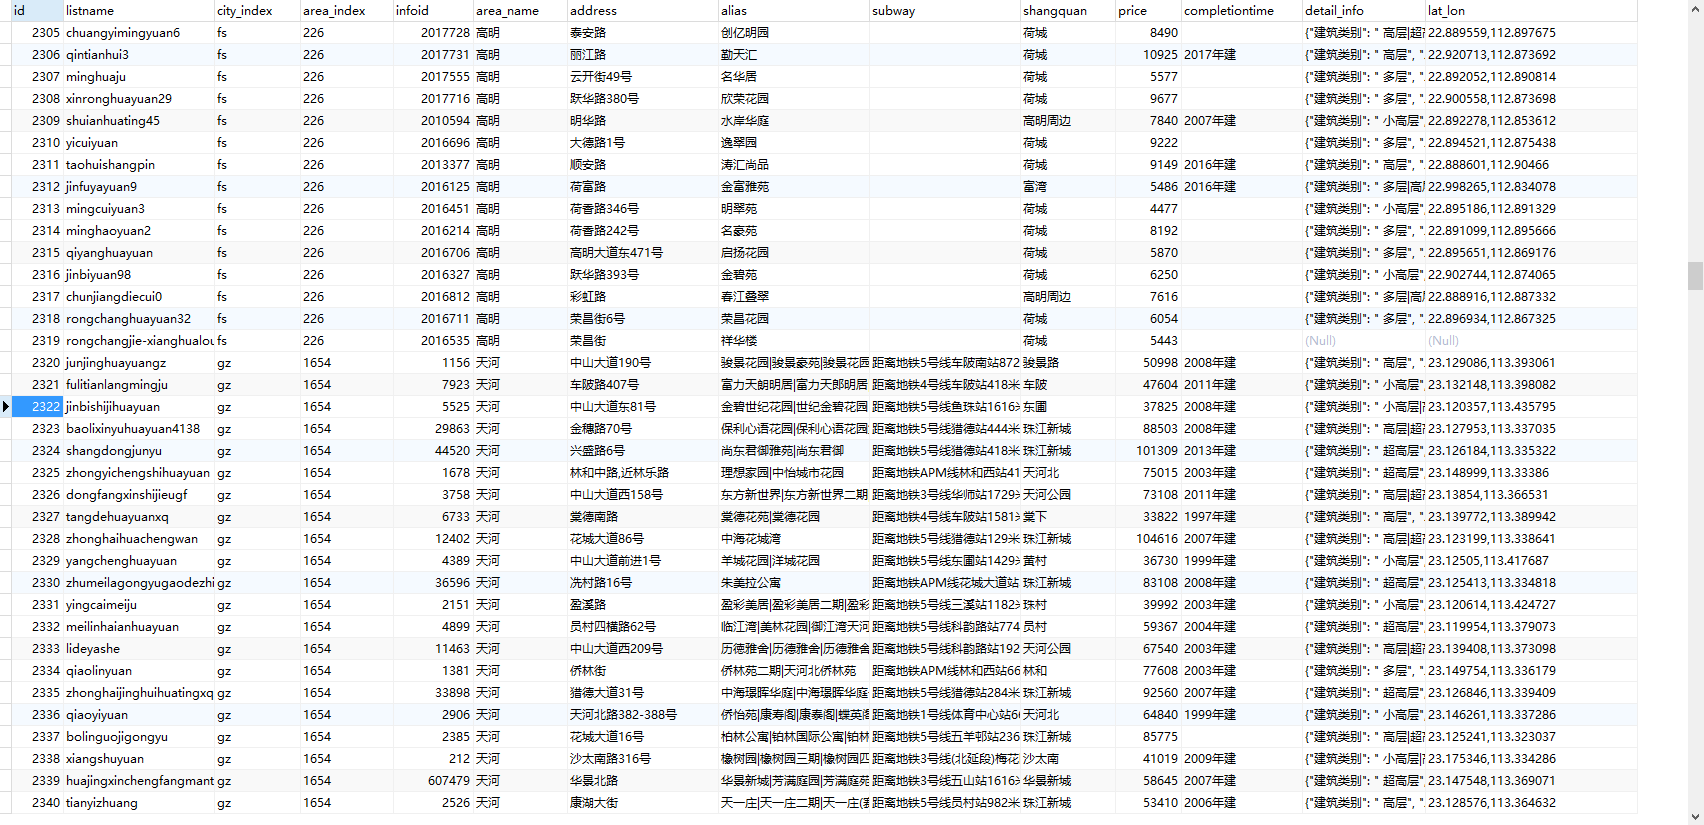 id listname city_index area_index infoid area_name address alias subway shangquan price completiontime detail_info lat_lon
2305 chuangyimingyuan6 fs 226 2017728 高明 泰安路 创亿明园 荷城 8490 {"建筑类别": " 高层|超高 22.889559,112.897675
2306 qintianhui3 fs 226 2017731 高明 丽江路 勤天汇 荷城 10925 2017年建 {"建筑类别": " 高层", ". 22.920713,112.873692
2307 minghuaju fs 226 2017555 高明 云开街49号 名华居 荷城 5577 {"建筑类别": " 多层", ". 22.892052,112.890814
2308 xinronghuayuan29 fs 226 2017716 高明 跃华路380号 欣荣花园 荷城 9677 {"建筑类别": " 多层", ". 22.900558,112.873698
2309 shuianhuating45 fs 226 2010594 高明 明华路 水岸华庭 高明周边 7840 2007年建 {"建筑类别": " 小高层", 22.892278,112.853612
2310 yicuiyuan fs 226 2016696 高明 大德路1号 逸翠园 荷城 9222 {"建筑类别": " 多层", ". 22.894521,112.875438
2311 taohuishangpin fs 226 2013377 高明 顺安路 涛汇尚品 荷城 9149 2016年建 {"建筑类别": " 高层", ". 22.888601,112.90466
2312 jinfuyayuan9 fs 226 2016125 高明 荷富路 金富雅苑 富湾 5486 2016年建 {"建筑类别": " 多层|高层 22.998265,112.834078
2313 mingcuiyuan3 fs 226 2016451 高明 荷香路346号 明翠苑 荷城 4477 {"建筑类别": " 小高层", 22.895186,112.891329
2314 minghaoyuan2 fs 226 2016214 高明 荷香路242号 名豪苑 荷城 8192 {"建筑类别": " 多层", ". 22.891099,112.895666
2315 qiyanghuayuan fs 226 2016706 高明 高明大道东471号 启扬花园 荷城 5870 {"建筑类别": " 多层", ". 22.895651,112.869176
2316 jinbiyuan98 fs 226 2016327 高明 跃华路393号 金碧苑 荷城 6250 {"建筑类别": " 小高层", 22.902744,112.874065
2317 chunjiangdiecui0 fs 226 2016812 高明 彩虹路 春江叠翠 高明周边 7616 {"建筑类别": " 多层|高层 22.888916,112.887332
2318 rongchanghuayuan32 fs 226 2016711 高明 荣昌街6号 荣昌花园 荷城 6054 {"建筑类别": " 多层", ". 22.896934,112.867325
2319 rongchangjie-xianghualou fs 226 2016535 高明 荣昌街 祥华楼 荷城 5443 (Null) (Null)
2320 junjinghuayuangz gz 1654 1156 天河 中山大道190号 骏景花园|骏景豪苑|骏景花园 距离地铁5号线车陂南站872 骏景路 50998 2008年建 {"建筑类别": " 高层", ". 23.129086,113.393061
2321 fulitianlangmingju gz 1654 7923 天河 车陂路407号 富力天朗明居|富力天郎明居 距离地铁4号线车陂站418米 车陂 47604 2011年建 {"建筑类别": " 小高层", 23.132148,113.398082
2322 jinbishijihuayuan gz 1654 5525 天河 中山大道东81号 金碧世纪花园|世纪金碧花园 距离地铁5号线鱼珠站1616米 东圃 37825 2008年建 {"建筑类别": " 小高层| 23.120357,113.435795
2323 baolixinyuhuayuan4138 gz 1654 29863 天河 金穗路70号 保利心语花园|保利心语花园: 距离地铁5号线猎德站444米 珠江新城 88503 2008年建 {"建筑类别": " 高层|超高 23.127953,113.337035
2324 shangdongjunyu gz 1654 44520 天河 兴盛路6号 尚东君御雅苑|尚东君御 距离地铁5号线猎德站418米 珠江新城 101309 2013年建 {"建筑类别": " 超高层", 23.126184,113.335322
2325 zhongyichengshihuayuan gz 1654 1678 天河 林和中路,近林乐路 理想家园|中怡城市花园 距离地铁APM线林和西站41 天河北 75015 2003年建 {"建筑类别": " 高层", ". 23.148999,113.33386
2326 dongfangxinshijieugf gz 1654 3758 天河 中山大道西158号 东方新世界|东方新世界二期| 距离地铁3号线华师站1729米 天河公园 73108 2011年建 {"建筑类别": " 高层|超高 23.13854,113.366531
2327 tangdehuayuanxq gz 1654 6733 天河 棠德南路 棠德花苑|棠德花园 距离地铁4号线车陂站1581米 棠下 33822 1997年建 {"建筑类别": " 高层", ". 23.139772,113.389942
2328 zhonghaihuachengwan gz 1654 12402 天河 花城大道86号 中海花城湾 距离地铁5号线猎德站129米 珠江新城 104616 2007年建 {"建筑类别": " 高层|超高 23.123199,113.338641
2329 yangchenghuayuan gz 1654 4389 天河 中山大道前进1号 羊城花园|洋城花园 距离地铁5号线东圃站1429米 黄村 36730 1999年建 {"建筑类别": " 小高层| 23.12505,113.417687
2330 zhumeilagongyugaodezhi gz 1654 36596 天河 冼村路16号 朱美拉公寓 距离地铁APM线花城大道站 珠江新城 83108 2008年建 {"建筑类别": " 超高层", 23.125413,113.334818
2331 yingcaimeiju gz 1654 2151 天河 盈溪路 盈彩美居|盈彩美居二期|盈彩 距离地铁5号线三溪站1182米 珠村 39992 2003年建 {"建筑类别": " 小高层| 23.120614,113.424727
2332 meilinhaianhuayuan gz 1654 4899 天河 员村四横路62号 临江湾|美林花园|御江湾天河 距离地铁5号线科韵路站774 员村 59367 2004年建 {"建筑类别": " 超高层", 23.119954,113.379073
2333 lideyashe gz 1654 11463 天河 中山大道西209号 历德雅舍|历德雅舍|历德雅舍 距离地铁5号线科韵路站192 天河公园 67540 2003年建 {"建筑类别": " 高层|超高 23.139408,113.373098
2334 qiaolinyuan gz 1654 1381 天河 侨林街 侨林苑二期|天河北侨林苑 距离地铁APM线林和西站66 林和 77608 2003年建 {"建筑类别": " 多层", ". 23.149754,113.336179
2335 zhonghaijinghuihuatingxq gz 1654 33898 天河 猎德大道31号 中海璟晖华庭|中海璟晖华庭 距离地铁5号线猎德站284米 珠江新城 92560 2007年建 {"建筑类别": " 超高层", 23.126846,113.339409
2336 qiaoyiyuan gz 1654 2906 天河 天河北路382-388号 侨怡苑|康寿阁|康泰阁|蝶英阁 距离地铁1号线体育中心站66 天河北 64840 1999年建 {"建筑类别": " 小高层", 23.146261,113.337286
2337 bolinguojigongyu gz 1654 2385 天河 花城大道16号 柏林公寓|铂林国际公寓|铂林 距离地铁5号线五羊邨站236 珠江新城 85775 {"建筑类别": " 高层|超高 23.125241,113.323037
2338 xiangshuyuan gz 1654 212 天河 沙太南路316号 橡树园|橡树园三期|橡树园四 距离地铁3号线(北延段)梅花 沙太南 41019 2009年建 {"建筑类别": " 小高层| 23.175346,113.334286
2339 huajingxinchengfangmant gz 1654 607479 天河 华景北路 华景新城|芳满庭园|芳满庭苑 距离地铁3号线五山站1616米 华景新城 58645 2007年建 {"建筑类别": " 超高层", 23.147548,113.369071
2340 tianyizhuang gz 1654 2526 天河 康湖大街 天一庄|天一庄二期|天一庄( 距离地铁5号线员村站982米 珠江新城 53410 2006年建 {"建筑类别": " 高层", ". 23.128576,113.364632